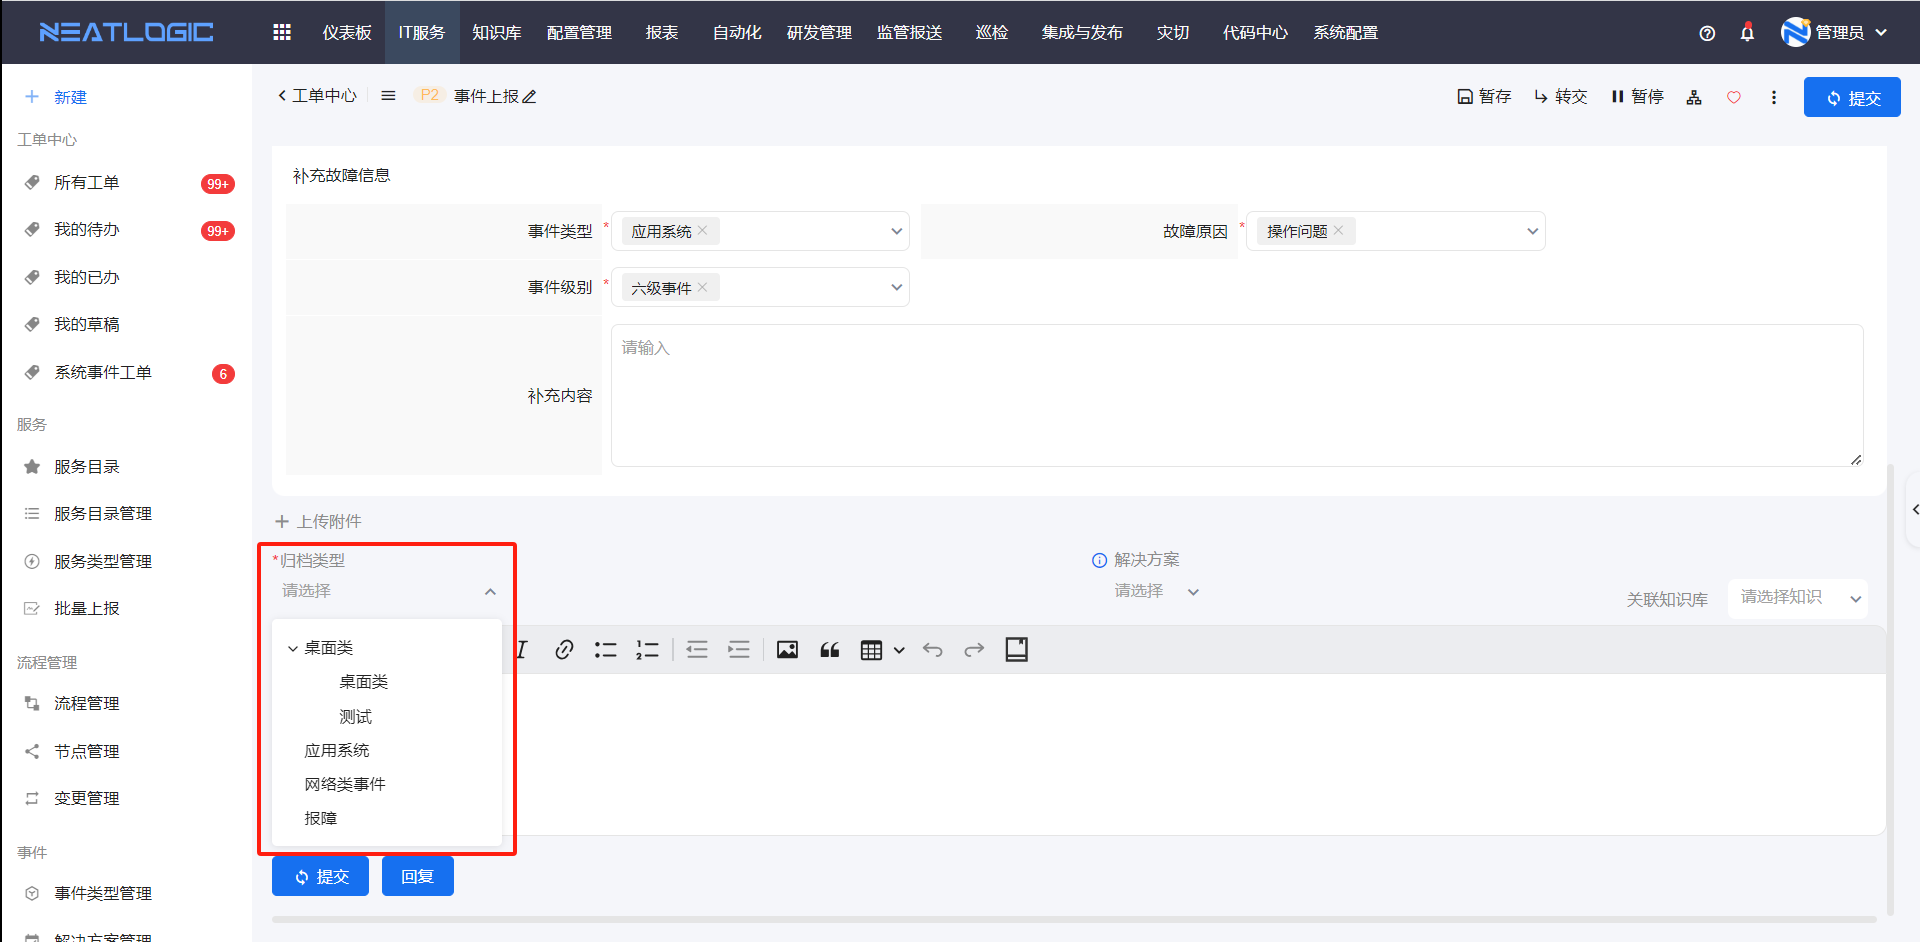 NEATLOGIC
仪表板 IT服务 知识库 配置管理 报表 自动化 研发管理 监管报送 巡检 集成与发布 灾切 代码中心 系统配置
管理员
新建
工单中心
所有工单 99+
我的待办 99+
我的已办
我的草稿
系统事件工单 6
服务
服务目录
服务目录管理
服务类型管理
批量上报
流程管理
流程管理
节点管理
变更管理
事件
事件类型管理
解决方案管理
工单中心 P2 事件上报
暂存 转交 暂停 提交
补充故障信息
事件类型 * 应用系统 故障原因 * 操作问题
事件级别 * 六级事件
补充内容 请输入
上传附件
*归档类型 解决方案
请选择 请选择
关联知识库 请选择知识
桌面类
桌面类
测试
应用系统
网络类事件
报障
提交 回复